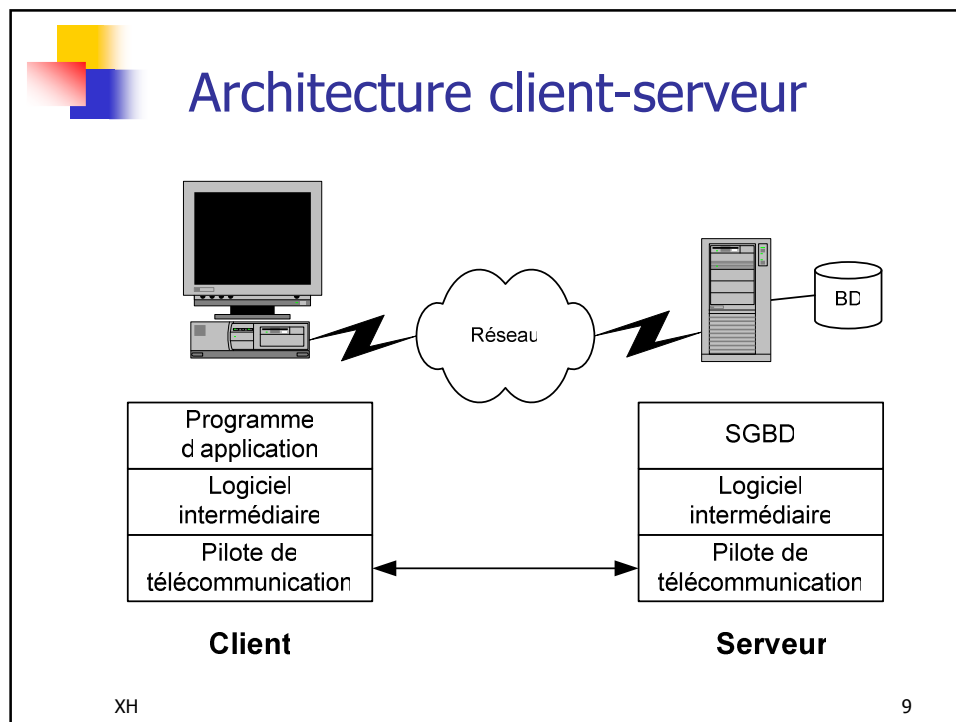 Architecture client-serveur
BD
Réseau
Programme
d'application
SGBD
Logiciel
intermédiaire
Logiciel
intermédiaire
Pilote de
télécommunication
Pilote de
télécommunication
Client
Serveur
XH
9